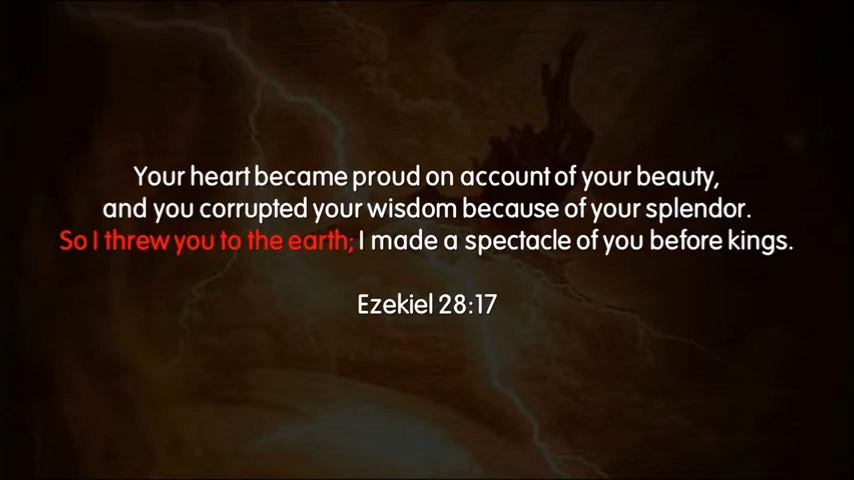 Your heart became proud on account of your beauty,
and you corrupted your wisdom because of your splendor.
So I threw you to the earth; I made a spectacle of you before kings.
Ezekiel 28:17